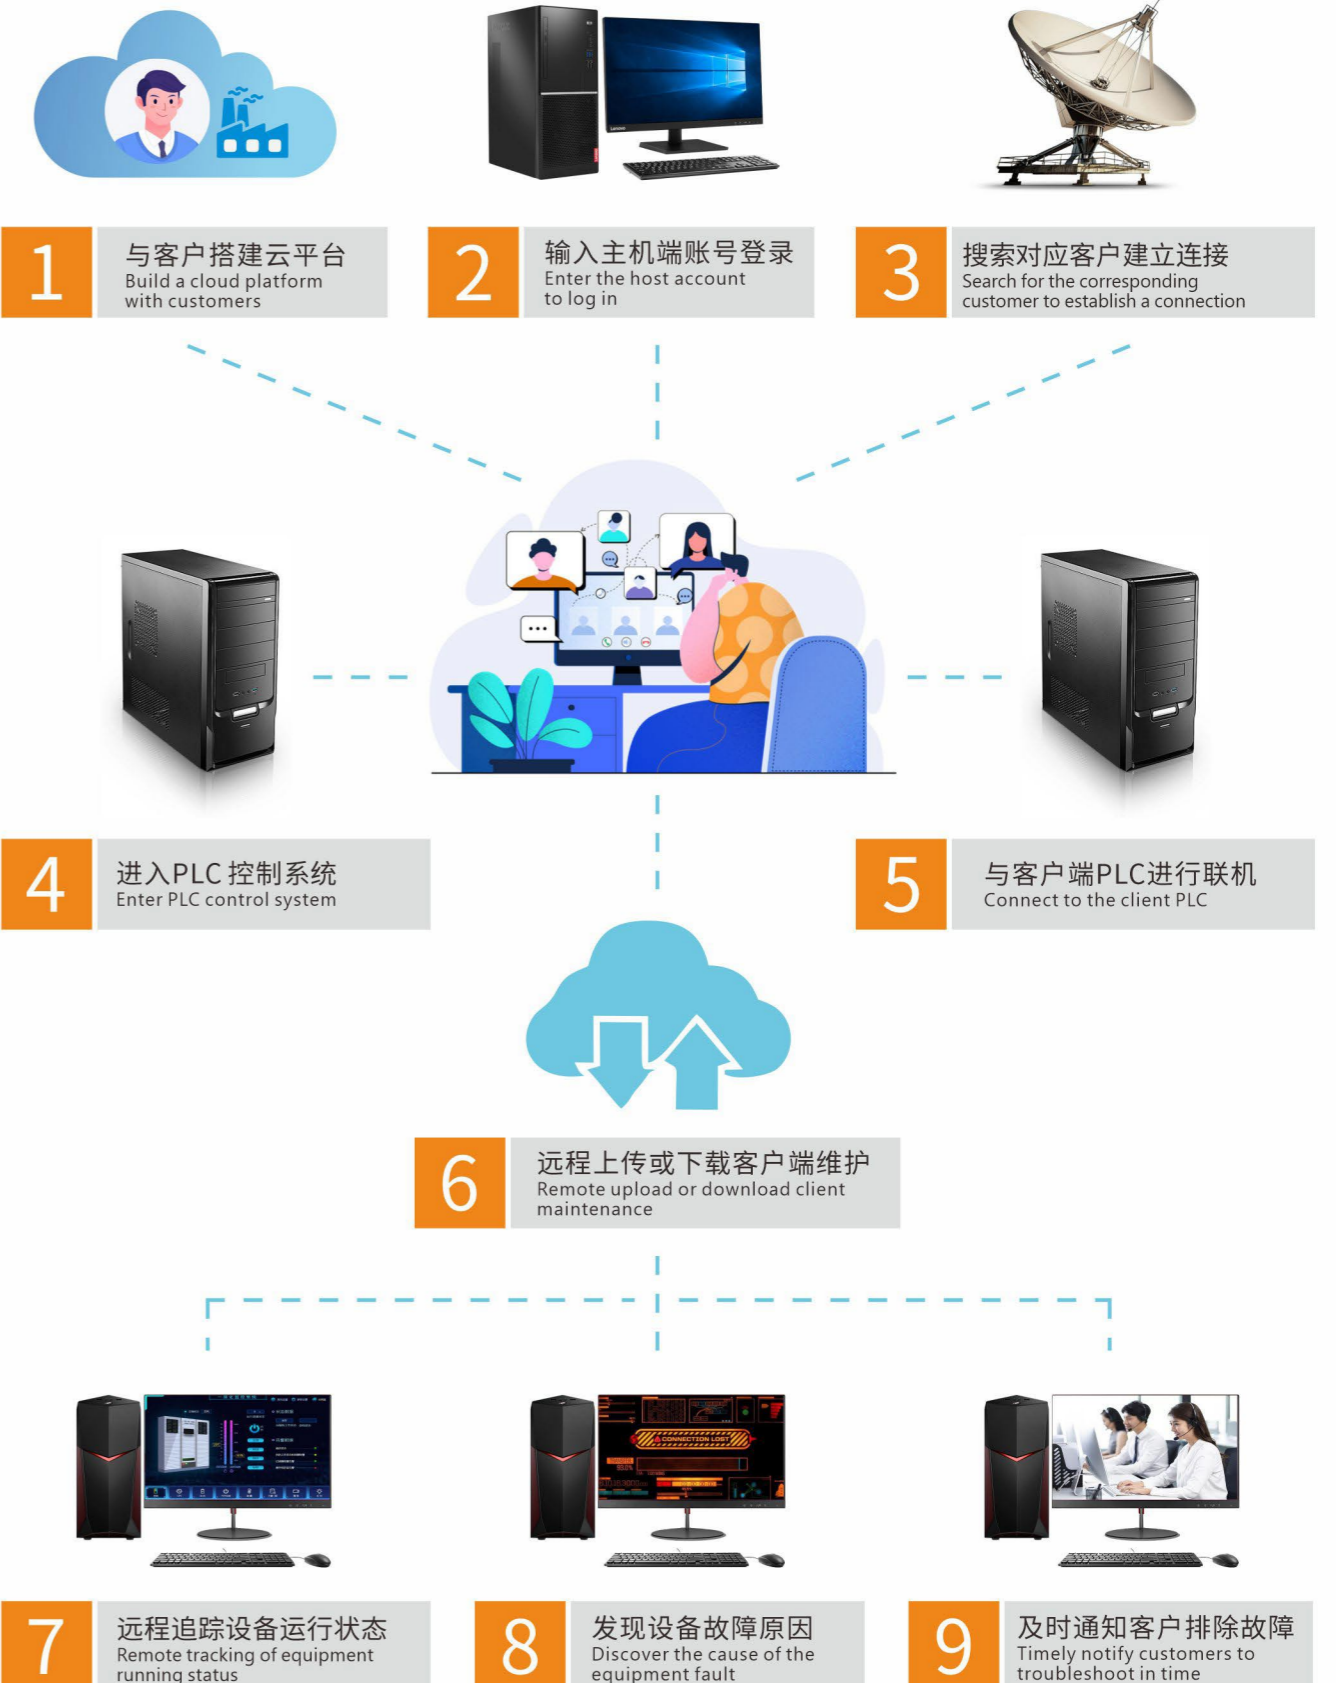 1
与客户搭建云平台
Build a cloud platform
with customers
2
输入主机端账号登录
Enter the host account
to log in
3
搜索对应客户建立连接
Search for the corresponding
customer to establish a connection
4
进入PLC 控制系统
Enter PLC control system
5
与客户端PLC进行联机
Connect to the client PLC
6
远程上传或下载客户端维护
Remote upload or download client
maintenance
CONNECTION LOST
7
远程追踪设备运行状态
Remote tracking of equipment
running status
8
发现设备故障原因
Discover the cause of the
equipment fault
9
及时通知客户排除故障
Timely notify customers to
troubleshoot in time